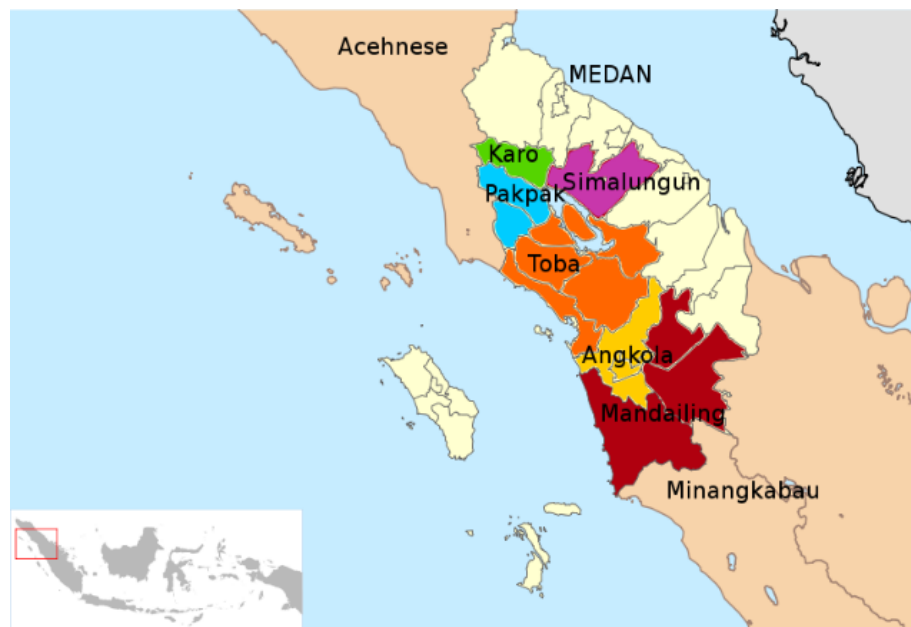 Acehnese
MEDAN
Karo
Simalungun
Pakpak
Toba
Angkola
Mandailing
Minangkabau